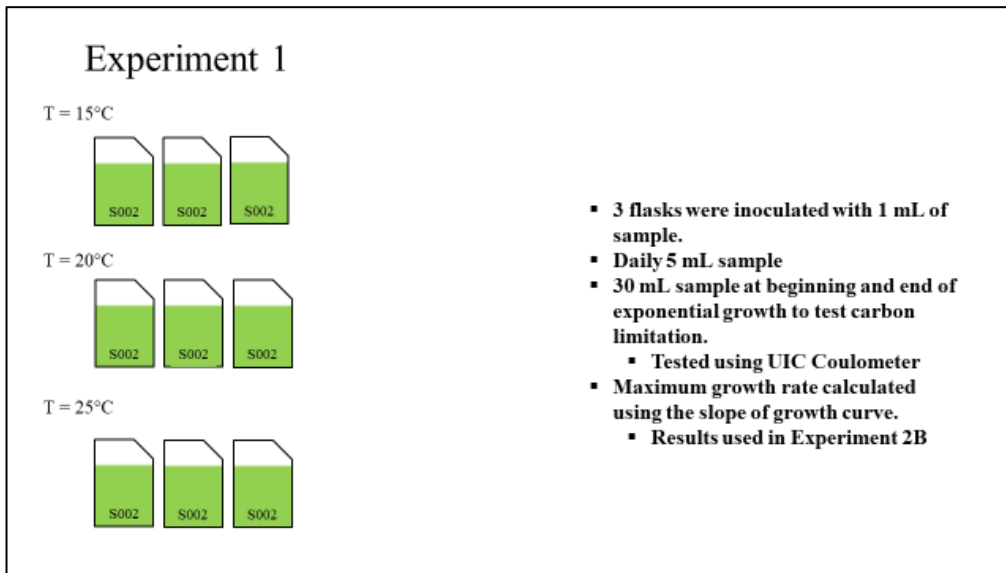 Experiment 1
T = 15°C
S002 S002 S002
T = 20°C
S002 S002 S002
T = 25°C
S002 S002 S002
▪ 3 flasks were inoculated with 1 mL of
sample.
▪ Daily 5 mL sample
▪ 30 mL sample at beginning and end of
exponential growth to test carbon
limitation.
▪ Tested using UIC Coulometer
▪ Maximum growth rate calculated
using the slope of growth curve.
▪ Results used in Experiment 2B